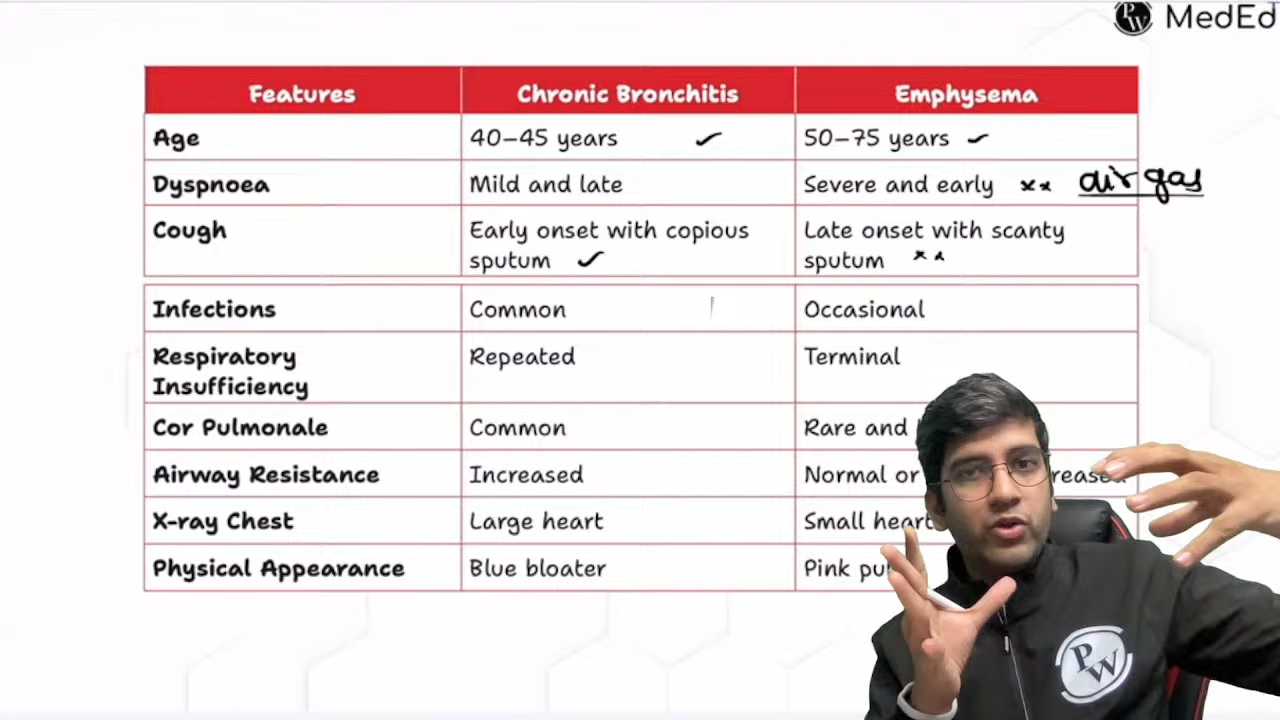 PW MedEd
Features Chronic Bronchitis Emphysema
Age 40–45 years 50–75 years
Dyspnoea Mild and late Severe and early air gas
Cough Early onset with copious Late onset with scanty
sputum sputum
Infections Common Occasional
Respiratory Repeated Terminal
Insufficiency
Cor Pulmonale Common Rare and
Airway Resistance Increased Normal or
X-ray Chest Large heart Small heart
Physical Appearance Blue bloater Pink
PW